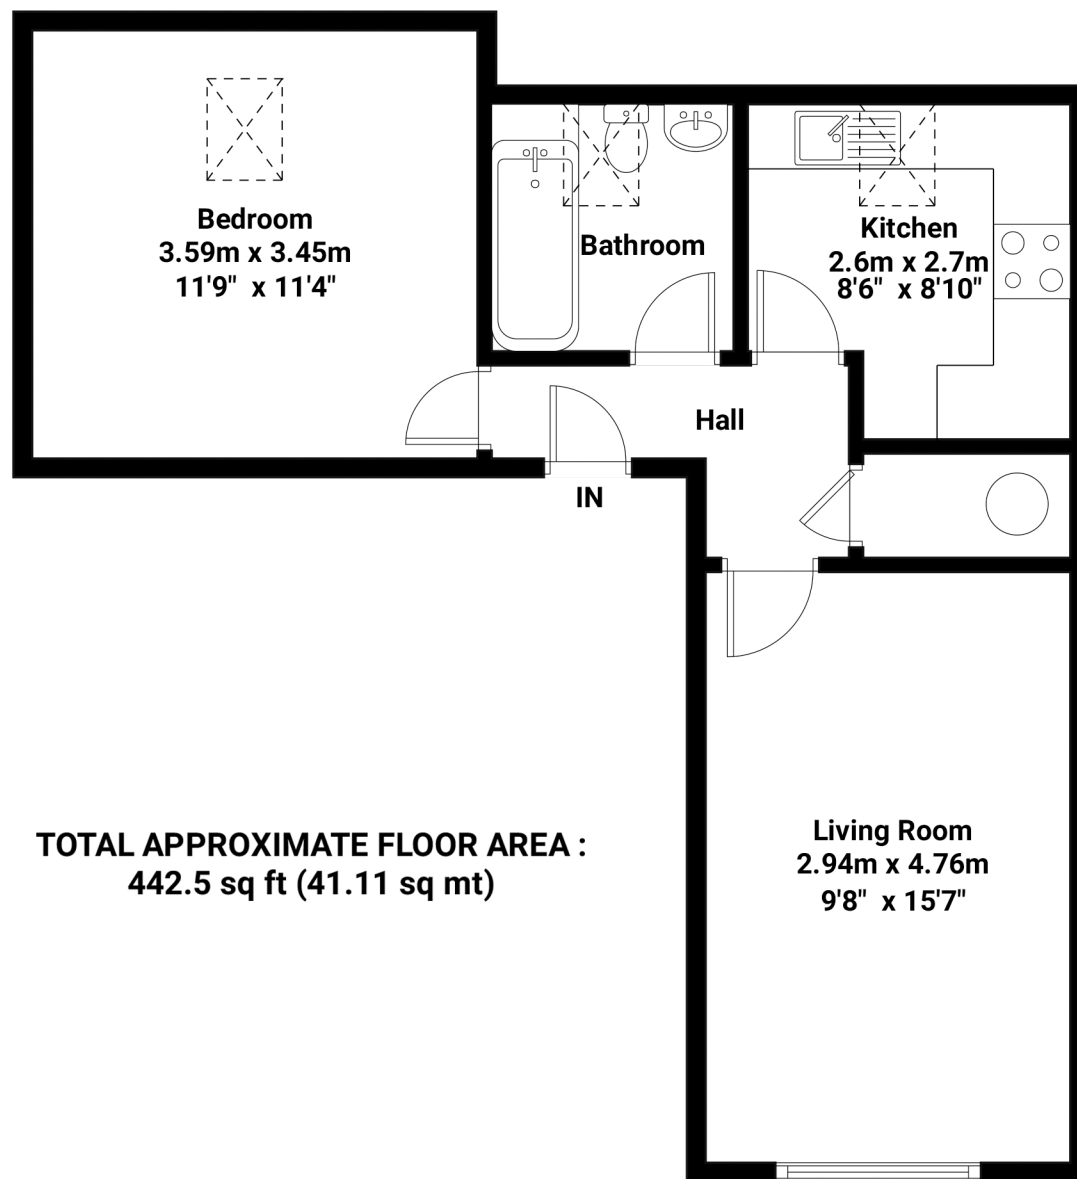 Bedroom
3.59m x 3.45m
11'9"  x 11'4"
Bathroom
Kitchen
2.6m x 2.7m
8'6"  x 8'10"
Hall
IN
TOTAL APPROXIMATE FLOOR AREA :
442.5 sq ft (41.11 sq mt)
Living Room
2.94m x 4.76m
9'8"  x 15'7"